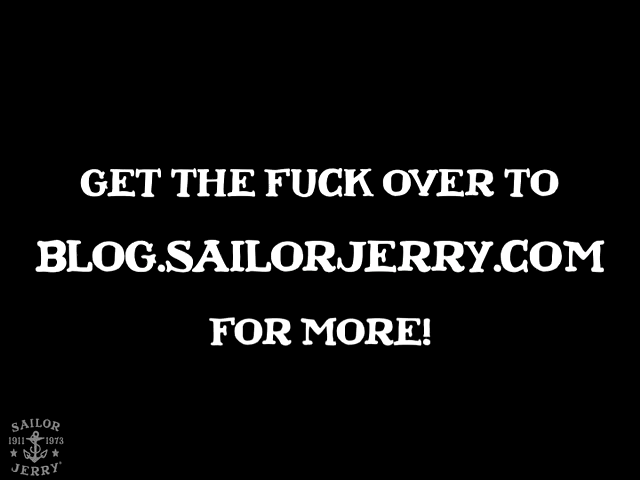 GET THE FUCK OVER TO
BLOG.SAILORJERRY.COM
FOR MORE!
SAILOR
1911 1973
JERRY